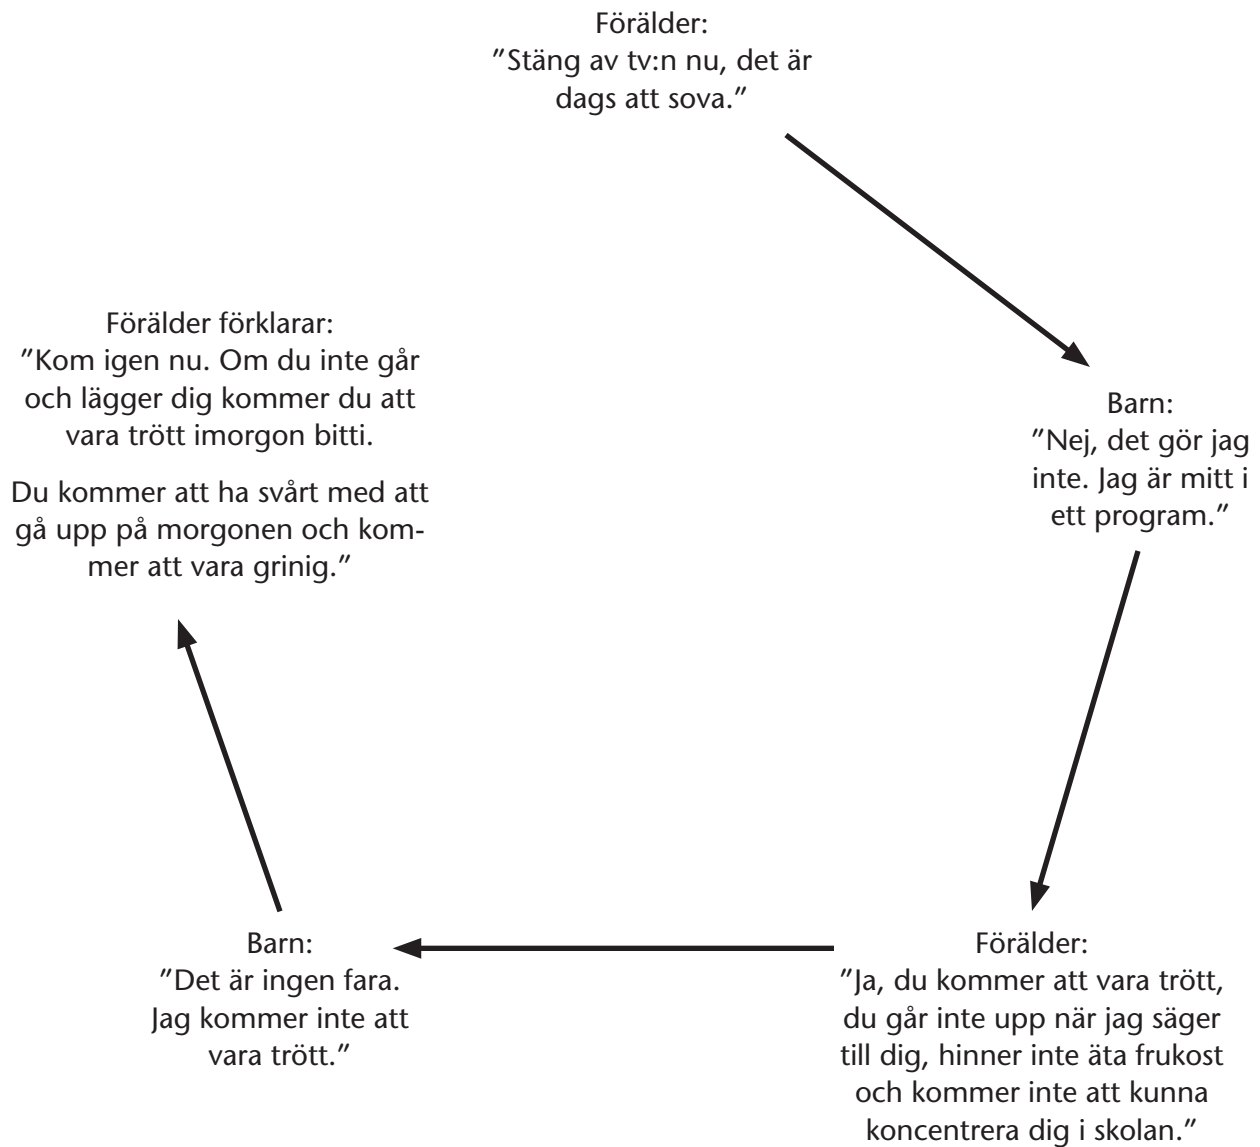 Förälder:
”Stäng av tv:n nu, det är
dags att sova.”
Barn:
”Nej, det gör jag
inte. Jag är mitt i
ett program.”
Förälder:
”Ja, du kommer att vara trött,
du går inte upp när jag säger
till dig, hinner inte äta frukost
och kommer inte att kunna
koncentrera dig i skolan.”
Barn:
”Det är ingen fara.
Jag kommer inte att
vara trött.”
Förälder förklarar:
”Kom igen nu. Om du inte går
och lägger dig kommer du att
vara trött imorgon bitti.
Du kommer att ha svårt med att
gå upp på morgonen och kom-
mer att vara grinig.”